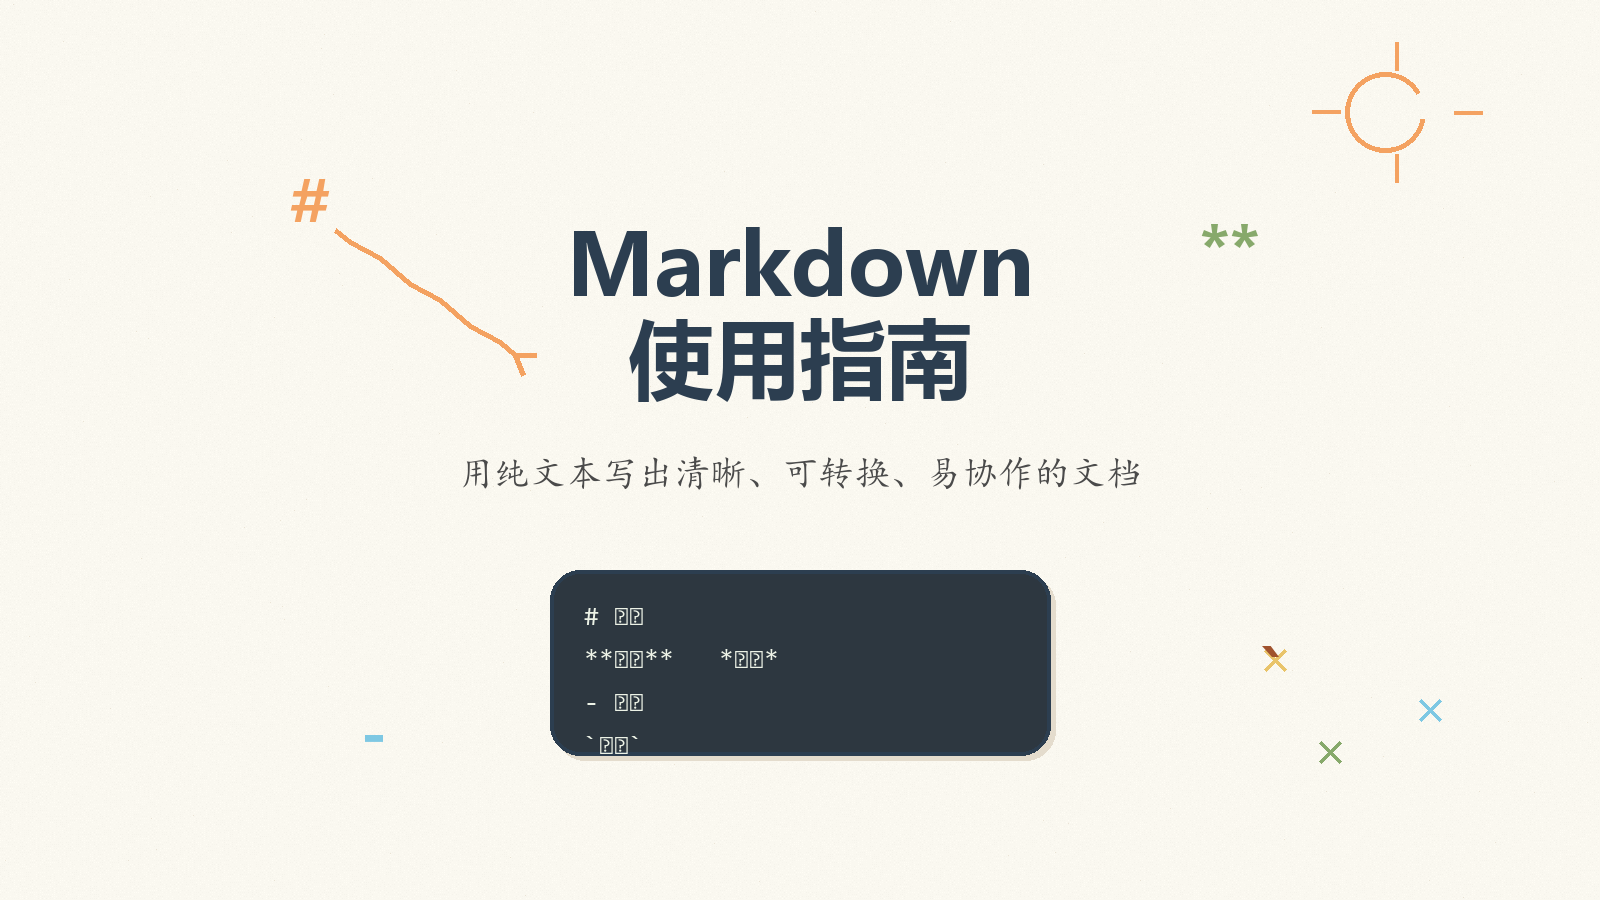 #
**
Markdown
使用指南
用纯文本写出清晰、可转换、易协作的文档
#
** ** * *
-
` `
-